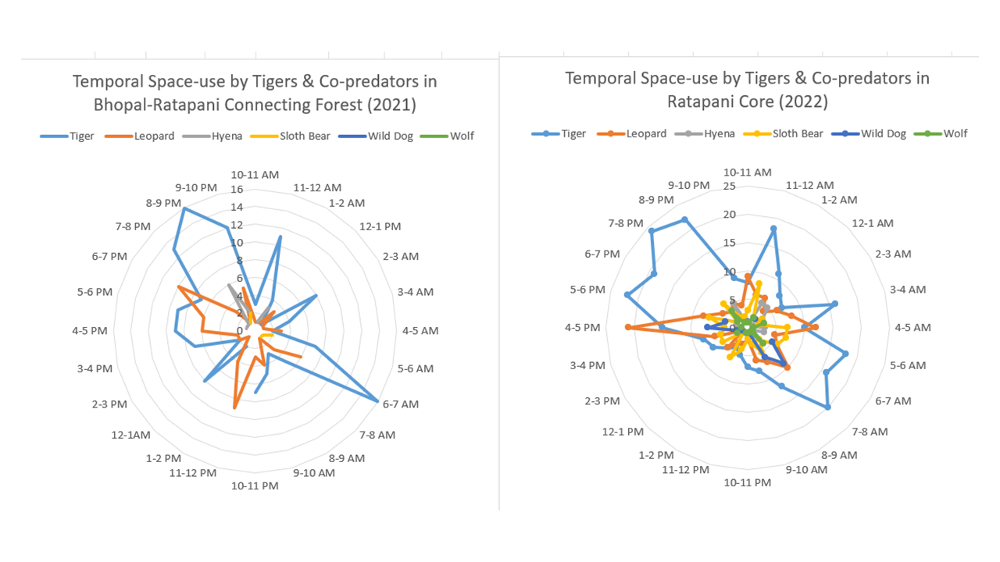 Temporal Space-use by Tigers & Co-predators in
Bhopal-Ratapani Connecting Forest (2021)
Tiger Leopard Hyena Sloth Bear Wild Dog Wolf
10-11 AM
11-12 AM
1-2 AM
12-1 PM
2-3 AM
3-4 AM
4-5 AM
5-6 AM
6-7 AM
7-8 AM
8-9 AM
9-10 AM
10-11 PM
11-12 PM
1-2 PM
12-1AM
2-3 PM
3-4 PM
4-5 PM
5-6 PM
6-7 PM
7-8 PM
8-9 PM
9-10 PM
16
14
12
10
8
6
4
2
0
Temporal Space-use by Tigers & Co-predators in
Ratapani Core (2022)
Tiger Leopard Hyena Sloth Bear Wild Dog Wolf
10-11 AM
11-12 AM
1-2 AM
12-1 AM
2-3 AM
3-4 AM
4-5 AM
5-6 AM
6-7 AM
7-8 AM
8-9 AM
9-10 AM
10-11 PM
11-12 PM
1-2 PM
12-1 PM
2-3 PM
3-4 PM
4-5 PM
5-6 PM
6-7 PM
7-8 PM
8-9 PM
9-10 PM
25
20
15
10
5
0